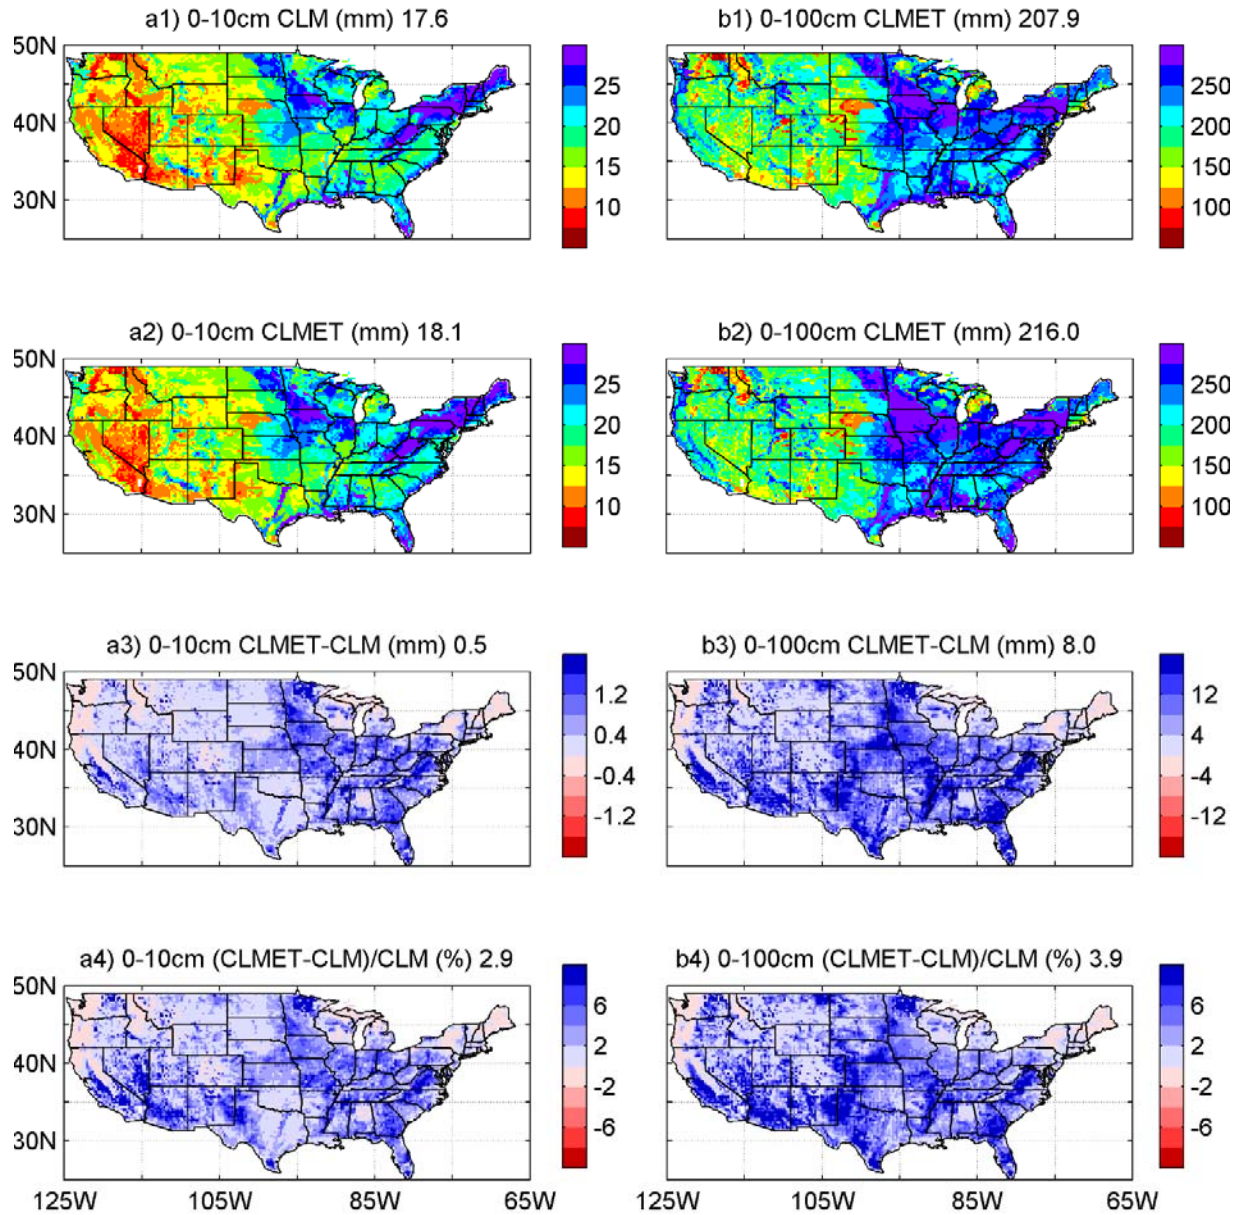 a1) 0-10cm CLM (mm) 17.6
50N
40N
30N
25
20
15
10
b1) 0-100cm CLMET (mm) 207.9
250
200
150
100
a2) 0-10cm CLMET (mm) 18.1
50N
40N
30N
25
20
15
10
b2) 0-100cm CLMET (mm) 216.0
250
200
150
100
a3) 0-10cm CLMET-CLM (mm) 0.5
50N
40N
30N
1.2
0.4
-0.4
-1.2
b3) 0-100cm CLMET-CLM (mm) 8.0
12
4
-4
-12
a4) 0-10cm (CLMET-CLM)/CLM (%) 2.9
50N
40N
30N
125W 105W 85W 65W
6
2
-2
-6
b4) 0-100cm (CLMET-CLM)/CLM (%) 3.9
125W 105W 85W 65W
6
2
-2
-6